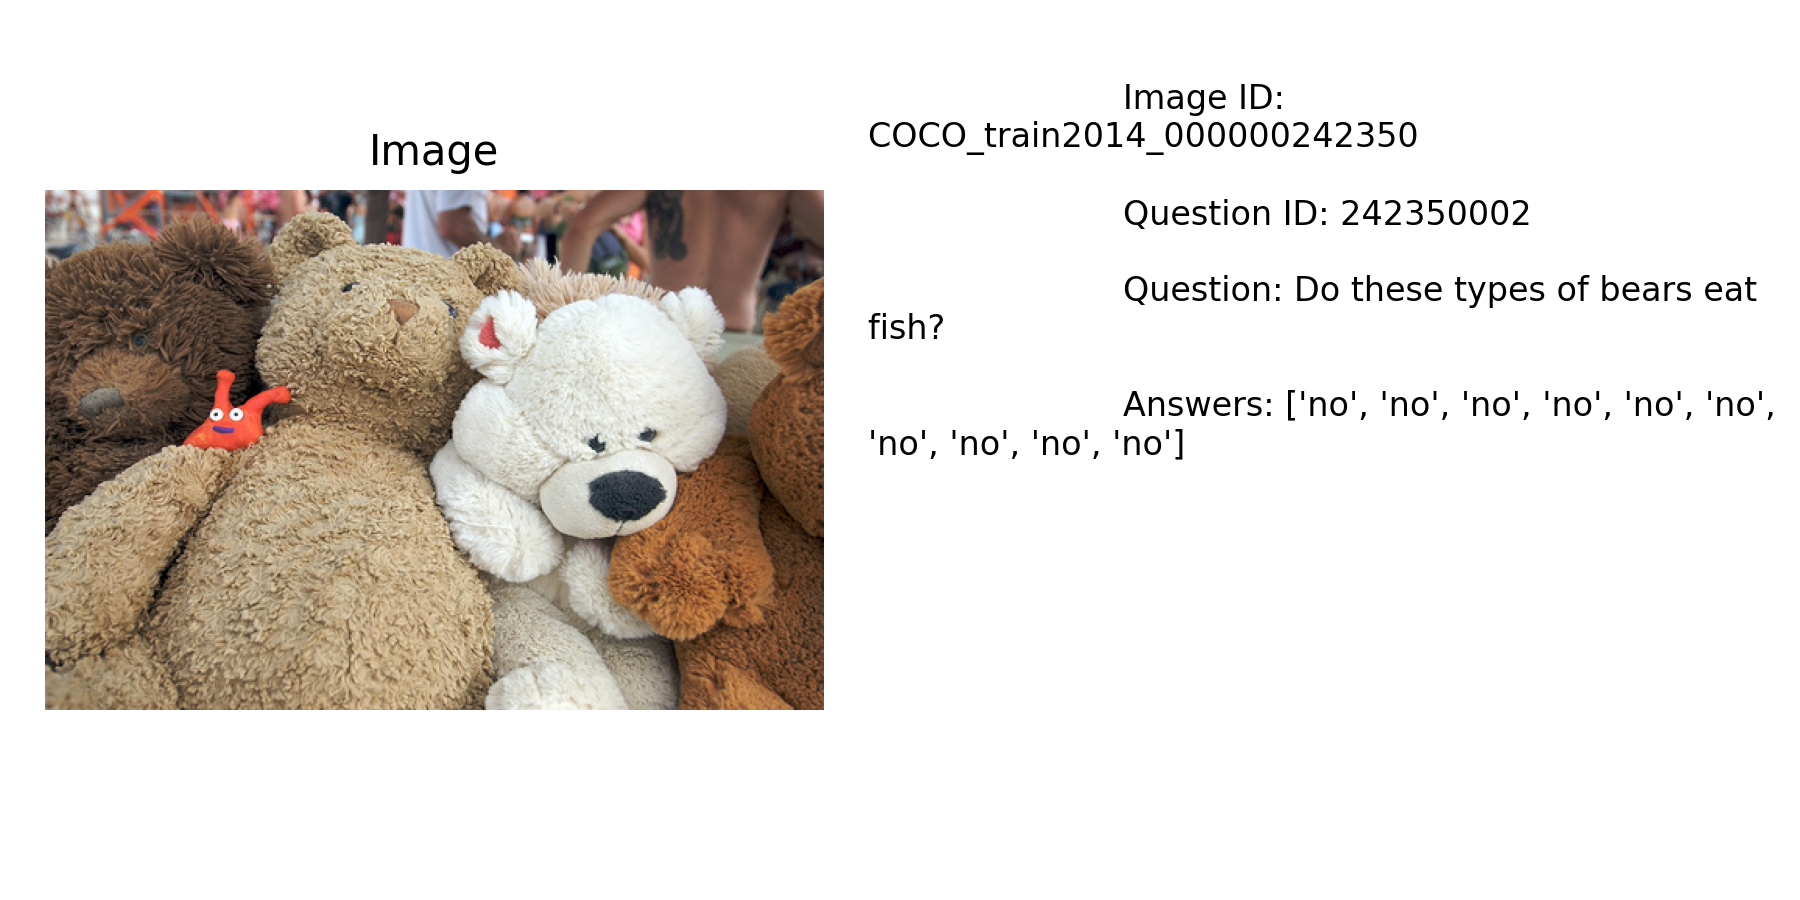 Image
Image ID:
COCO_train2014_000000242350
Question ID: 242350002
Question: Do these types of bears eat
fish?
Answers: ['no', 'no', 'no', 'no', 'no', 'no',
'no', 'no', 'no', 'no']